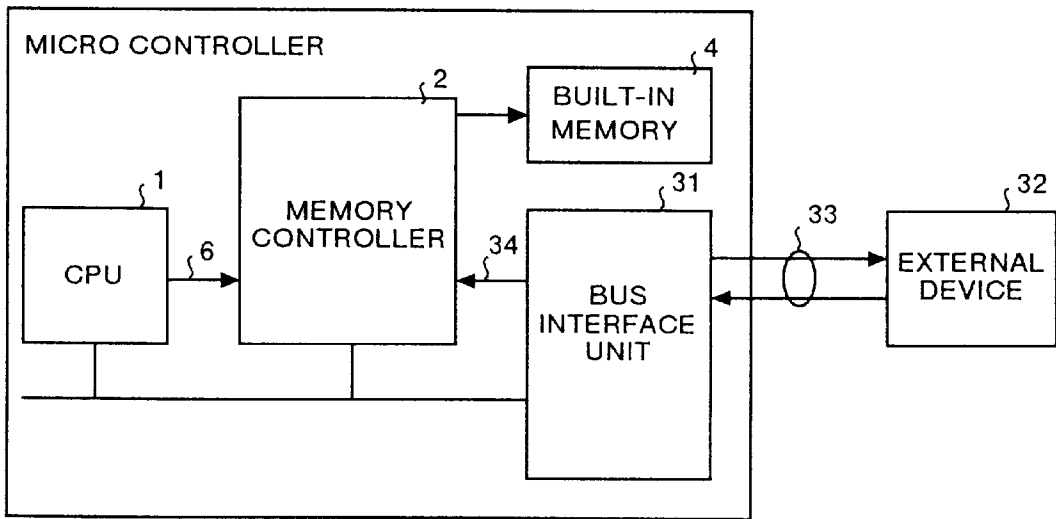 MICRO CONTROLLER
2
4
BUILT-IN
MEMORY
1
CPU
6
MEMORY
CONTROLLER
34
31
BUS
INTERFACE
UNIT
33
32
EXTERNAL
DEVICE